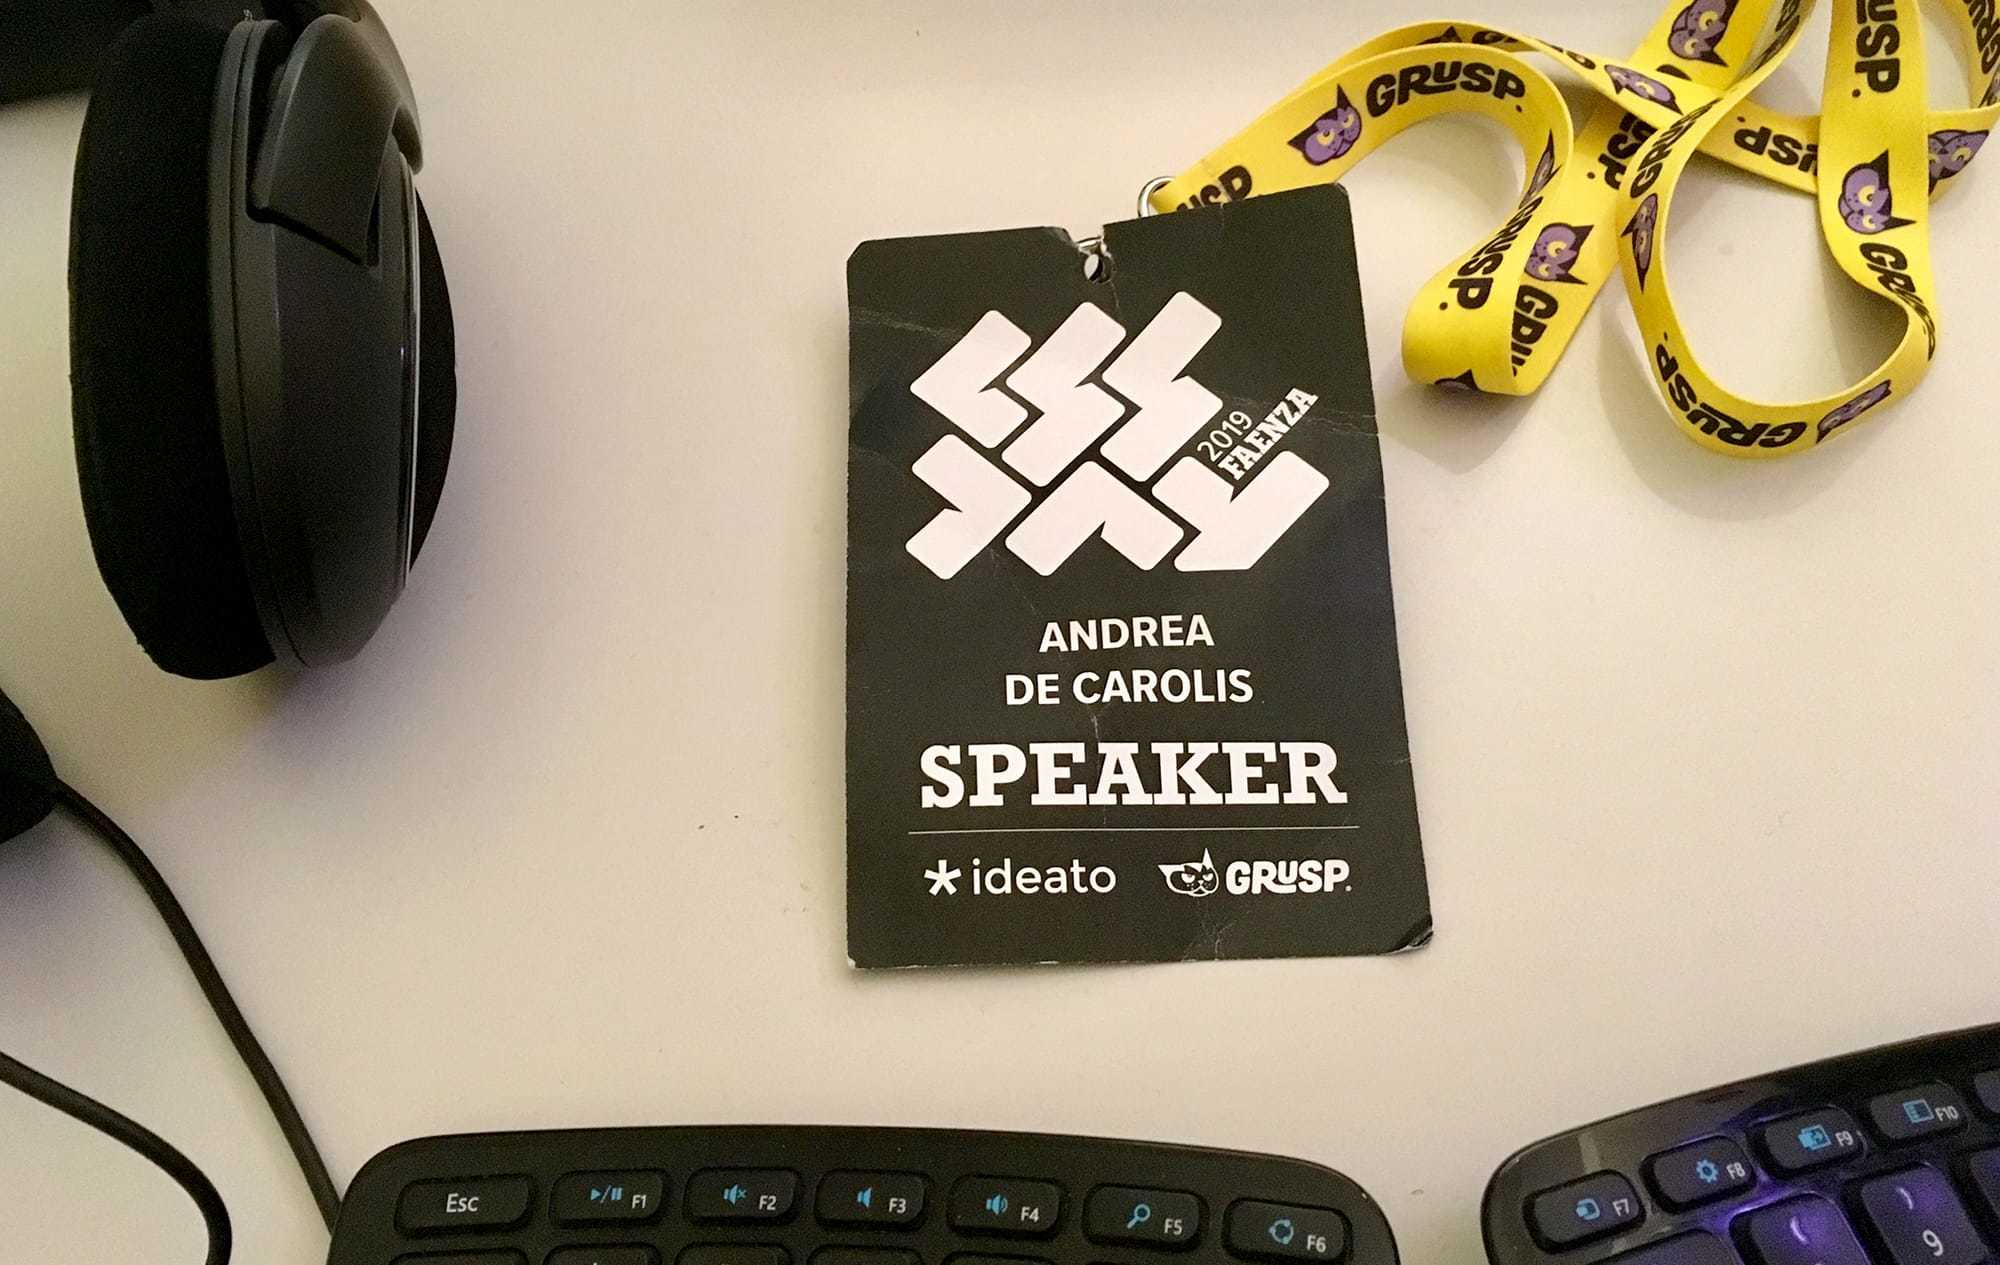 GRUSP.
GRUSP.
GRUSP.
GRUSP.
GRUSP.
2019
FAENZA
ANDREA
DE CAROLIS
SPEAKER
*ideato
GRUSP.
Esc
F1
F2
F3
F4
F5
F6
F7
F8
F9
F10
9